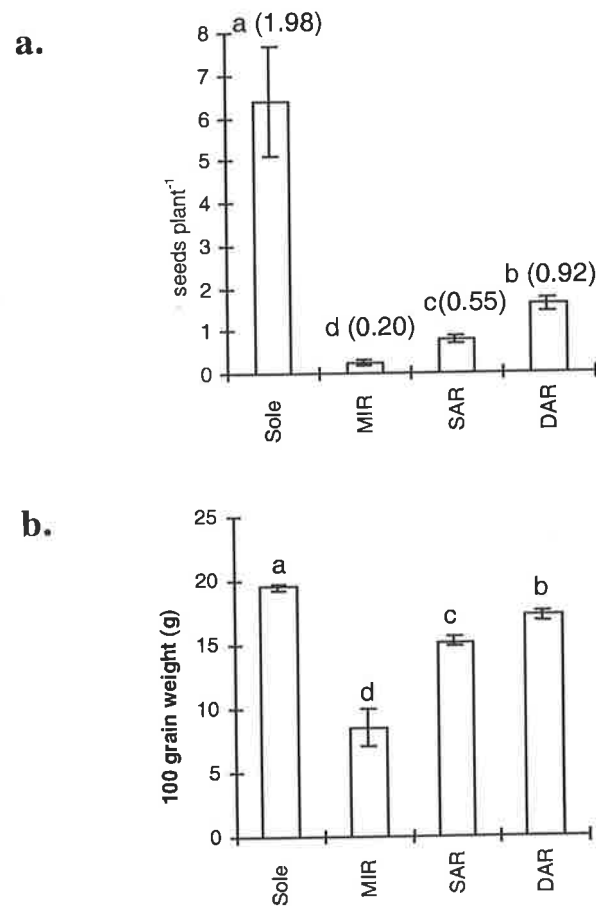 a.
a (1.98)
8
7
6
5
4
3
2
1
0
seeds plant-1
d (0.20)
c(0.55)
b (0.92)
Sole
MIR
SAR
DAR
b.
25
20
15
10
5
0
100 grain weight (g)
a
d
c
b
Sole
MIR
SAR
DAR